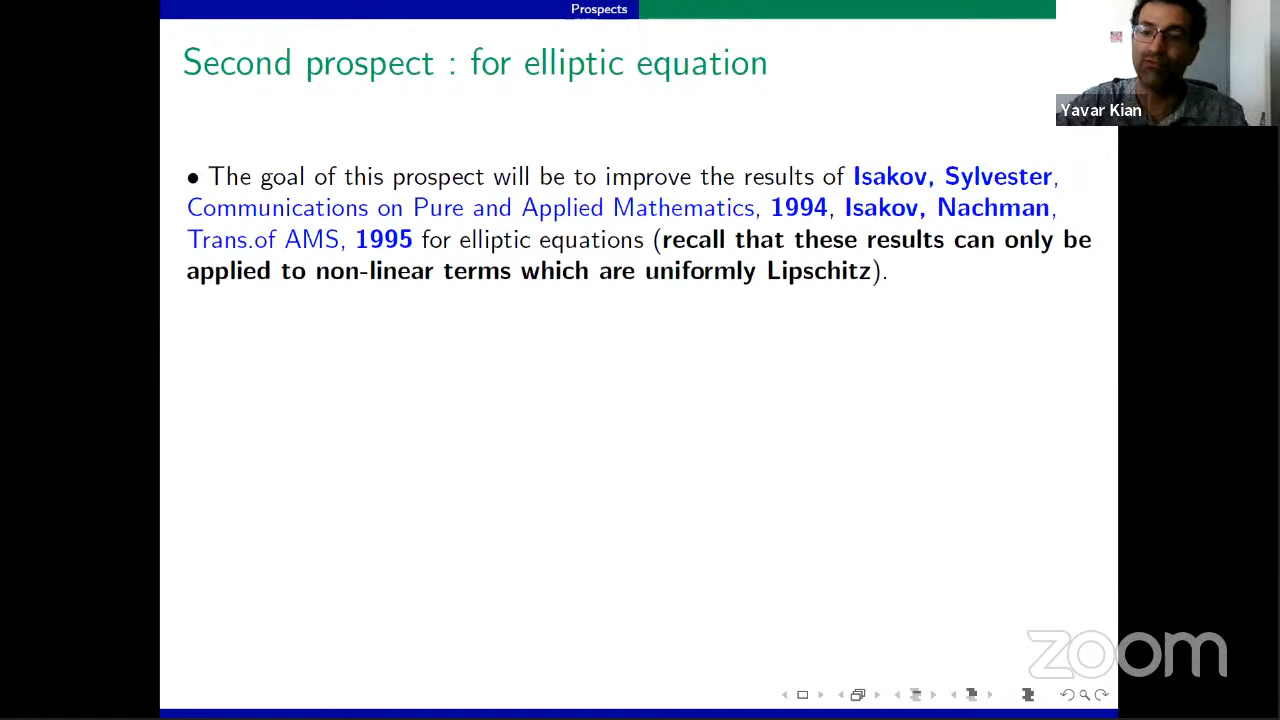 Prospects
Second prospect : for elliptic equation
Yavar Kian
• The goal of this prospect will be to improve the results of Isakov, Sylvester,
Communications on Pure and Applied Mathematics, 1994, Isakov, Nachman,
Trans.of AMS, 1995 for elliptic equations (recall that these results can only be
applied to non-linear terms which are uniformly Lipschitz).
zoom